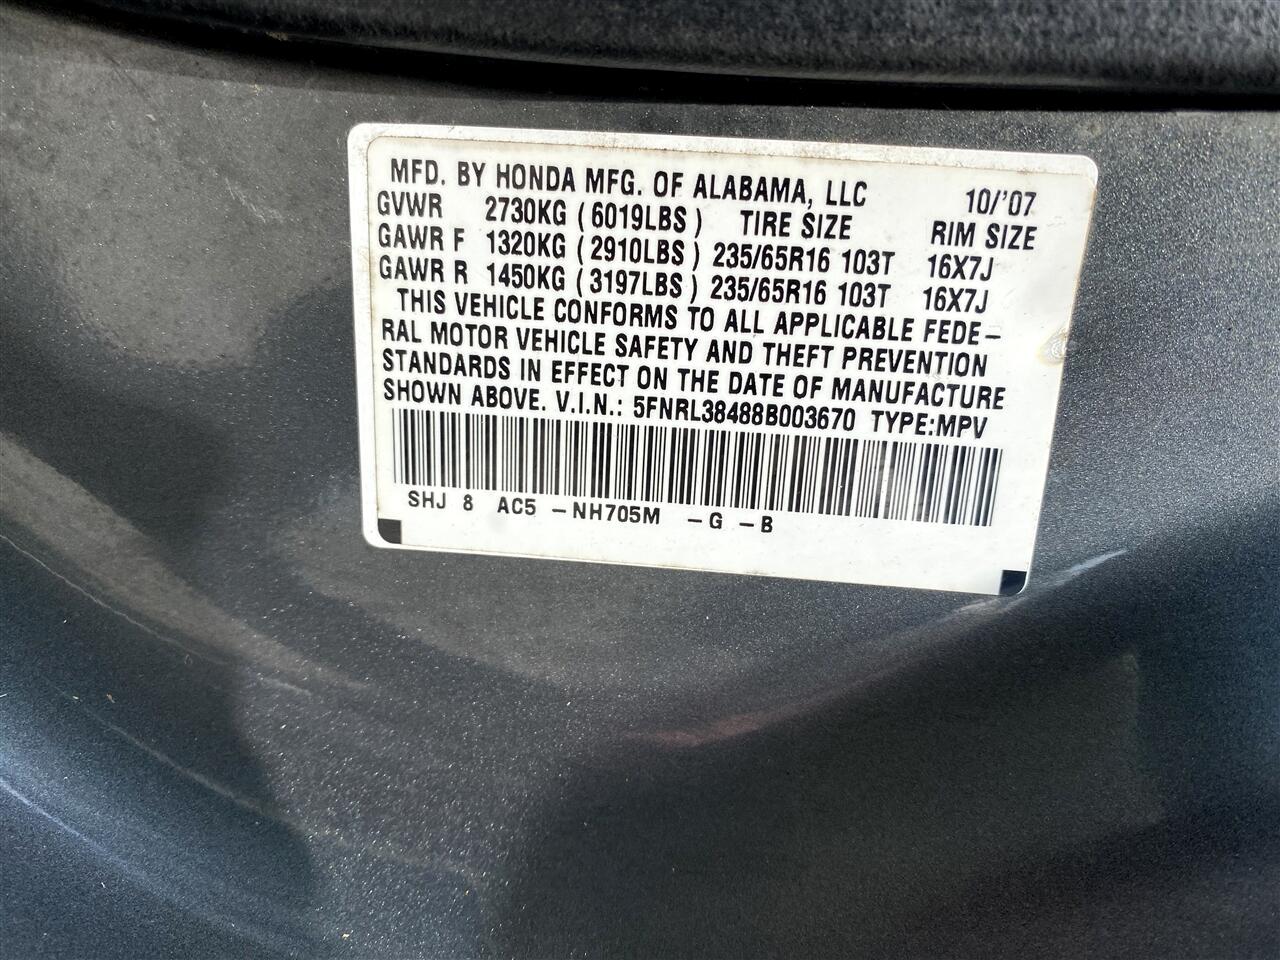 MFD. BY HONDA MFG. OF ALABAMA, LLC 10/'07
GVWR 2730KG (6019LBS) TIRE SIZE RIM SIZE
GAWR F 1320KG (2910LBS) 235/65R16 103T 16X7J
GAWR R 1450KG (3197LBS) 235/65R16 103T 16X7J
THIS VEHICLE CONFORMS TO ALL APPLICABLE FEDE-
RAL MOTOR VEHICLE SAFETY AND THEFT PREVENTION
STANDARDS IN EFFECT ON THE DATE OF MANUFACTURE
SHOWN ABOVE. V.I.N.: 5FNRL38488B003670 TYPE:MPV
SHJ 8 AC5 -NH705M -G -B